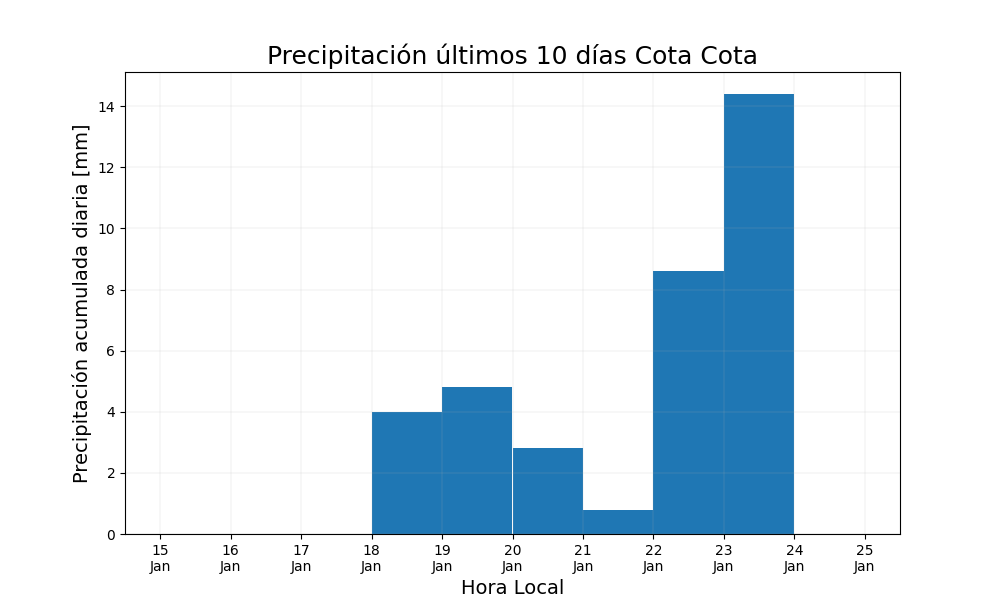 Precipitación últimos 10 días Cota Cota
Precipitación acumulada diaria [mm]
14
12
10
8
6
4
2
0
15 16 17 18 19 20 21 22 23 24 25
Jan Jan Jan Jan Jan Jan Jan Jan Jan Jan Jan
Hora Local